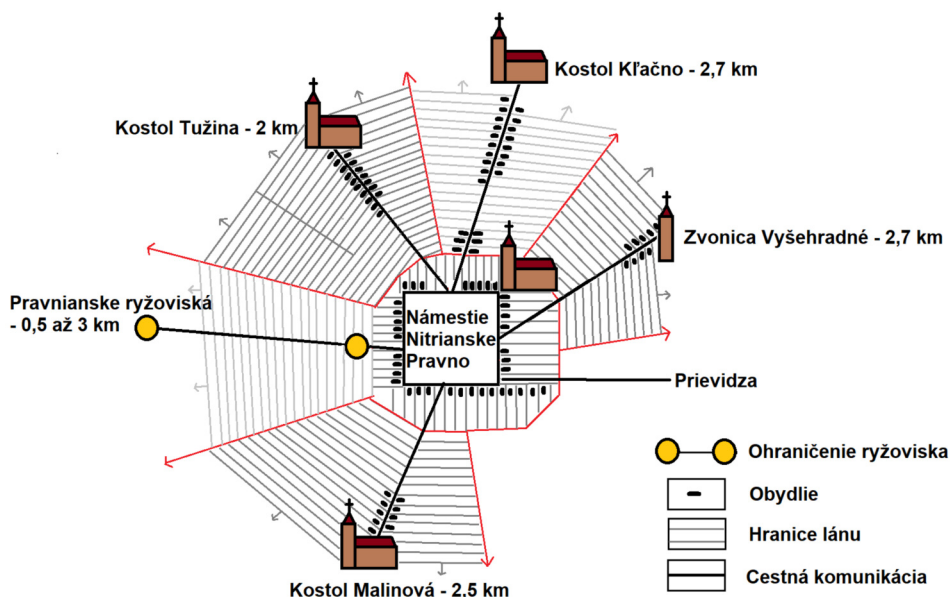 Kostol Kľačno - 2,7 km
Kostol Tužina - 2 km
Zvonica Vyšehradné - 2,7 km
Pravnianske ryžoviská
- 0,5 až 3 km
Námestie
Nitrianske
Pravno
Prievidza
Ohraničenie ryžoviska
Obydlie
Hranice lánu
Cestná komunikácia
Kostol Malinová - 2.5 km